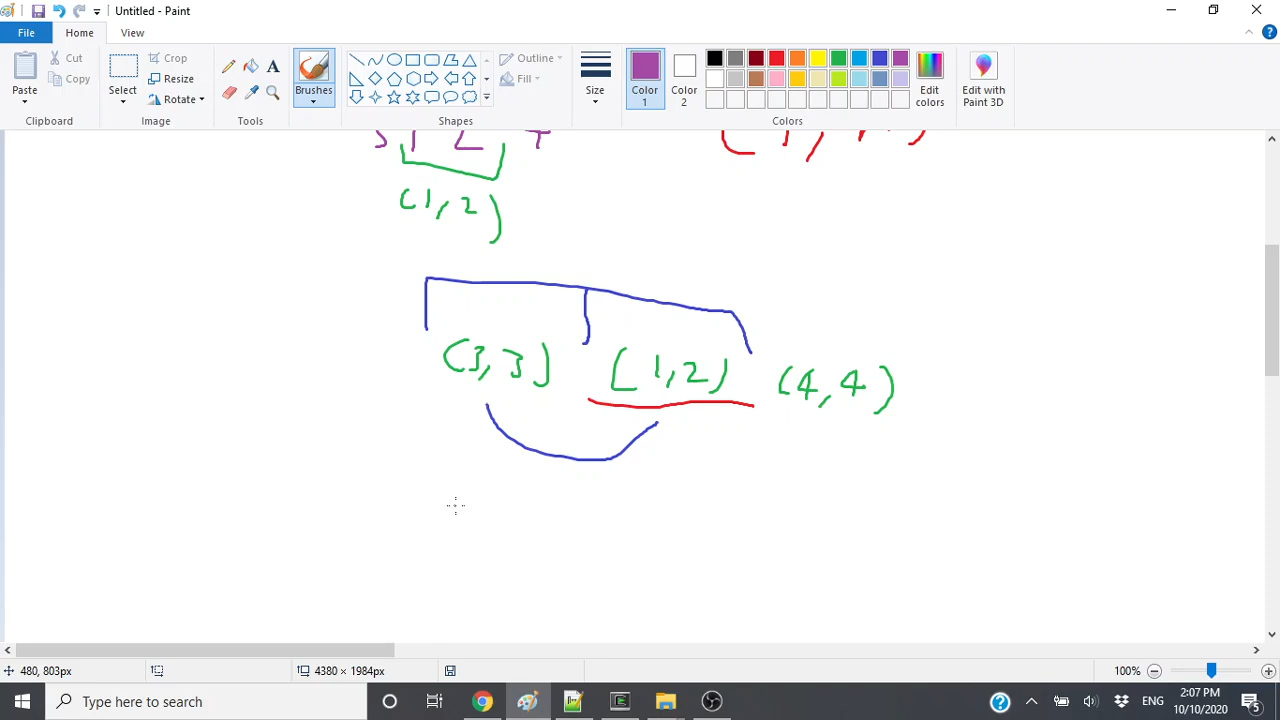 Untitled - Paint
File Home View
Paste
Cut
Copy
Clipboard
Select
Crop
Resize
Rotate
Image
Tools
Brushes
Shapes
Outline
Fill
Size
Color 1
Color 2
Edit colors
Colors
Edit with Paint 3D
(1,2)
(3,3] [1,2) (4,4)
480, 803px
4380 × 1984px
100%
Type here to search
ENG
2:07 PM
10/10/2020
5